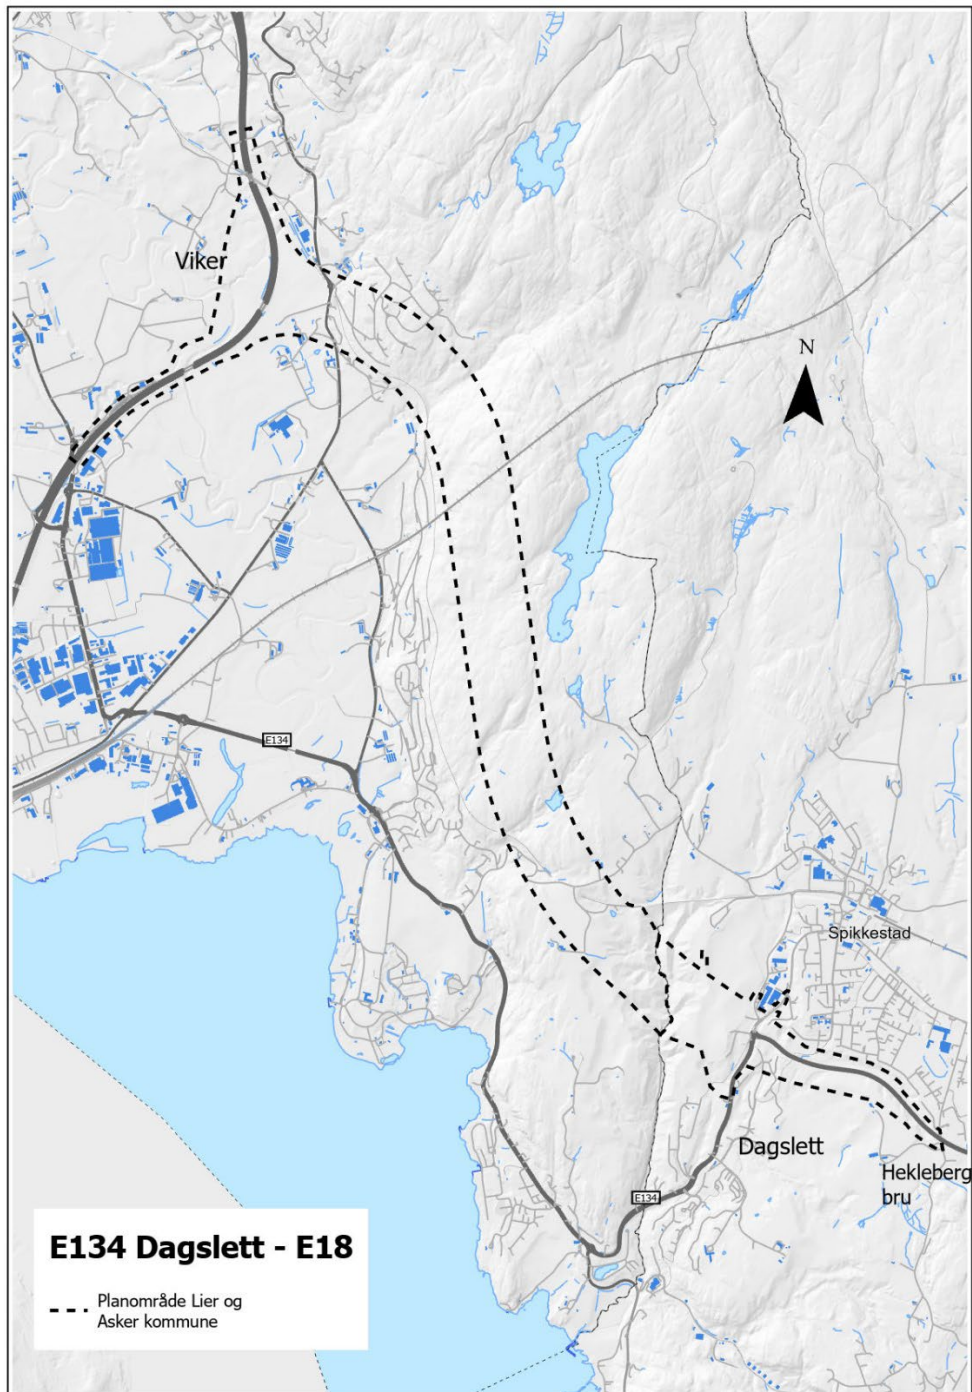 Viker
N
E134
Spikkestad
Dagslett
Hekleberg
bru
E134
E134 Dagslett - E18
Planområde Lier og
Asker kommune